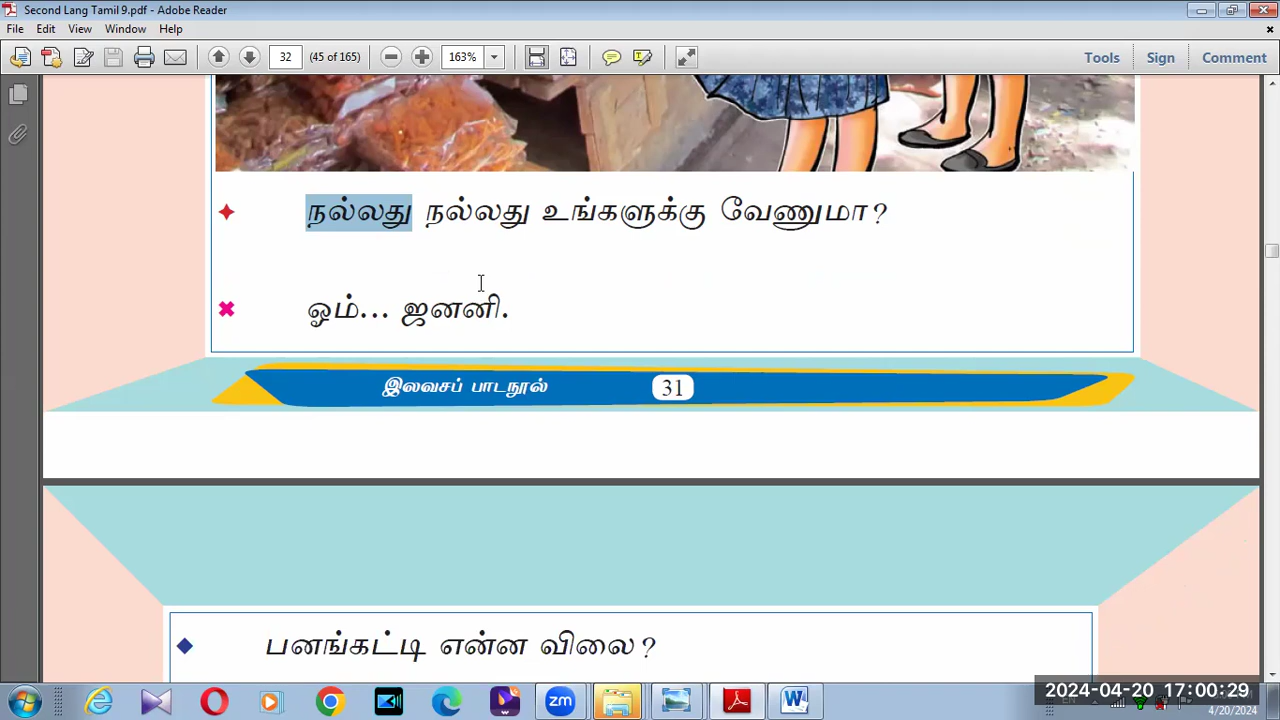 Second Lang Tamil 9.pdf - Adobe Reader
File Edit View Window Help
32 (45 of 165) 163% Tools Sign Comment
நல்லது நல்லது உங்களுக்கு வேணுமா?
ஓம்... ஜனனி.
இலவசப் பாடநூல் 31
பனங்கட்டி என்ன விலை?
2024-04-20 17:00:29
4/20/2024